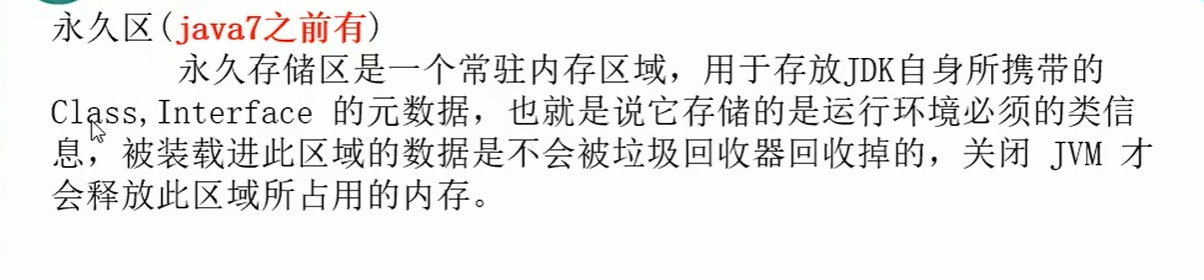 永久区(java7之前有)
永久存储区是一个常驻内存区域，用于存放JDK自身所携带的
Class,Interface 的元数据，也就是说它存储的是运行环境必须的类信
息，被装载进此区域的数据是不会被垃圾回收器回收掉的，关闭 JVM 才
会释放此区域所占用的内存。